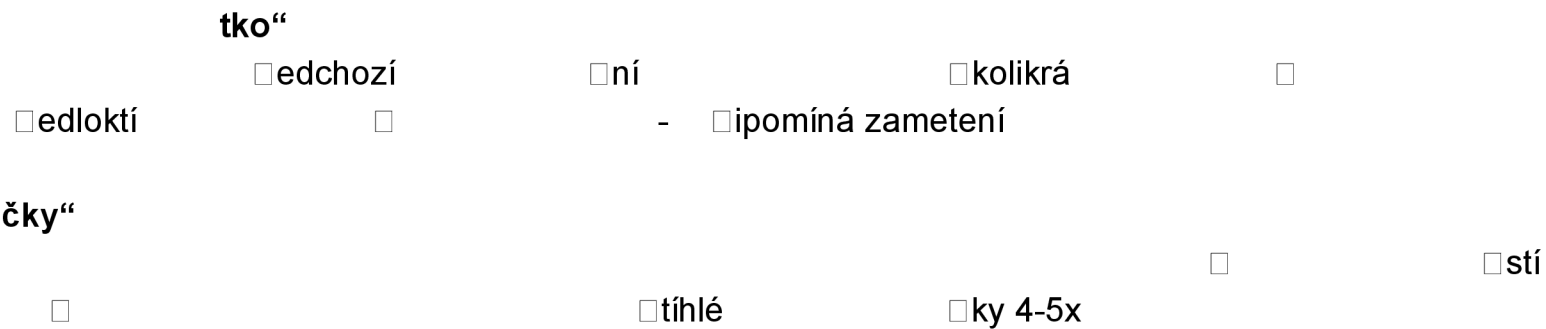 tko“
□edchozí □ní □kolikrá □
□edloktí □ - □ipomíná zametení
čky“
□ □stí
□ □tíhlé □ky 4-5x